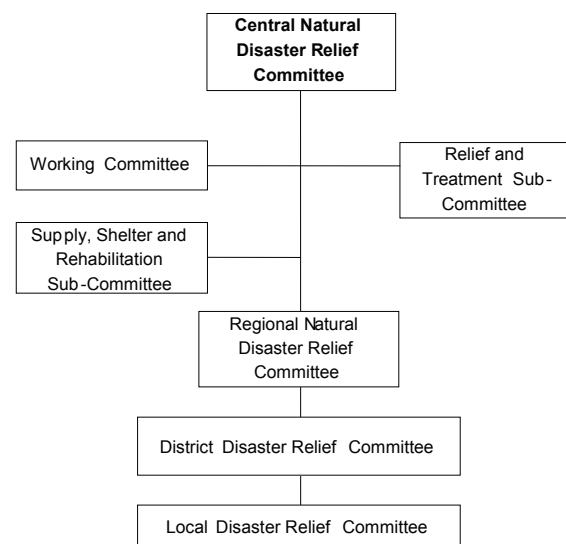 Central Natural
Disaster Relief
Committee
Working Committee
Relief and
Treatment Sub-
Committee
Supply, Shelter and
Rehabilitation
Sub-Committee
Regional Natural
Disaster Relief
Committee
District Disaster Relief Committee
Local Disaster Relief Committee